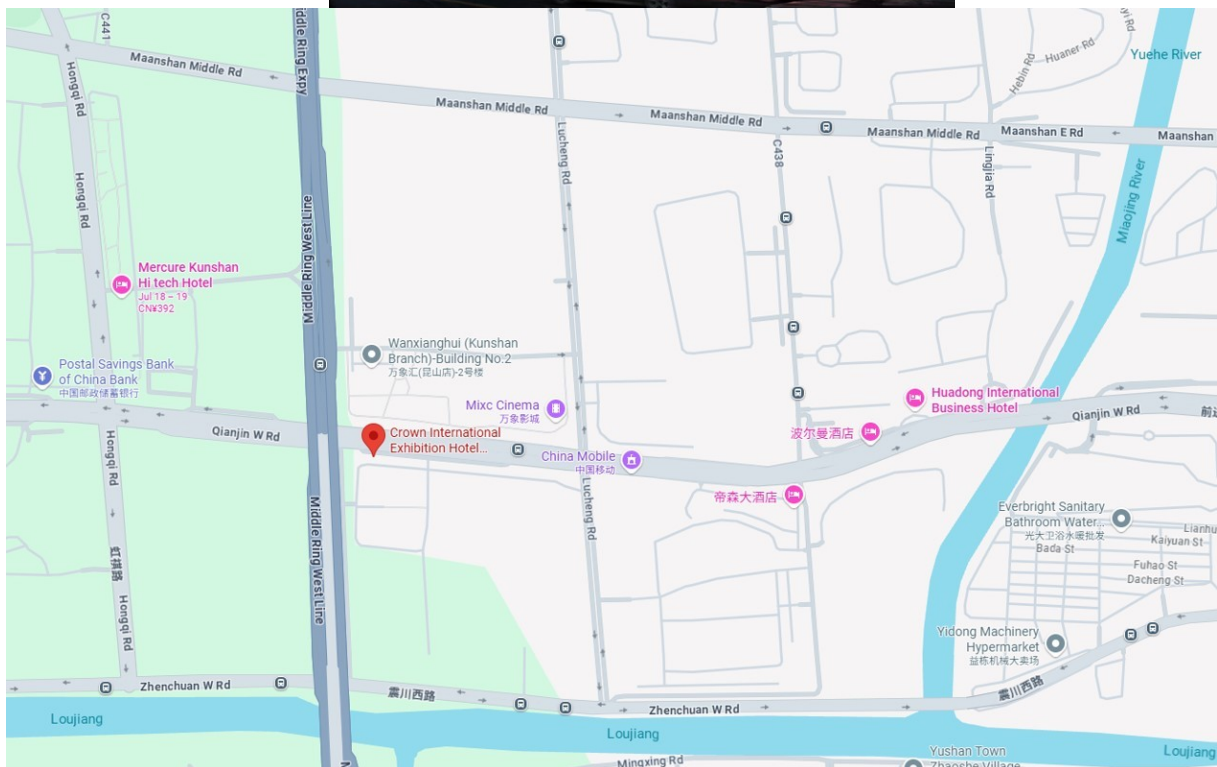 C441
Middle Ring Expy
Yuehe River
Huaner Rd
Hebin Rd
Maanshan Middle Rd
Hongqi Rd
Maanshan Middle Rd
Maanshan Middle Rd
Maanshan Middle Rd
Maanshan E Rd
Maanshan
Lucheng Rd
C438
Lingjia Rd
Hongqi Rd
Miaojing River
Middle Ring West Line
Mercure Kunshan
Hi tech Hotel
Jul 18 – 19
CN¥392
Wanxianghui (Kunshan
Branch)-Building No.2
万象汇(昆山店)-2号楼
Postal Savings Bank
of China Bank
中国邮政储蓄银行
Mixc Cinema
万象影城
Huadong International
Business Hotel
Qianjin W Rd
Qianjin W Rd
Crown International
Exhibition Hotel...
波尔曼酒店
China Mobile
中国移动
Hongqi Rd
Lucheng Rd
帝森大酒店
Middle Ring West Line
Everbright Sanitary
Bathroom Water...
光大卫浴水暖批发
Kaiyuan St
Bada St
Fuhao St
Dacheng St
虹祺路
Hongqi Rd
Yidong Machinery
Hypermarket
益栋机械大卖场
Zhenchuan W Rd
震川西路
Zhenchuan W Rd
震川西路
Loujiang
Loujiang
Loujiang
Mingxing Rd
Yushan Town
Zhaoshe Village